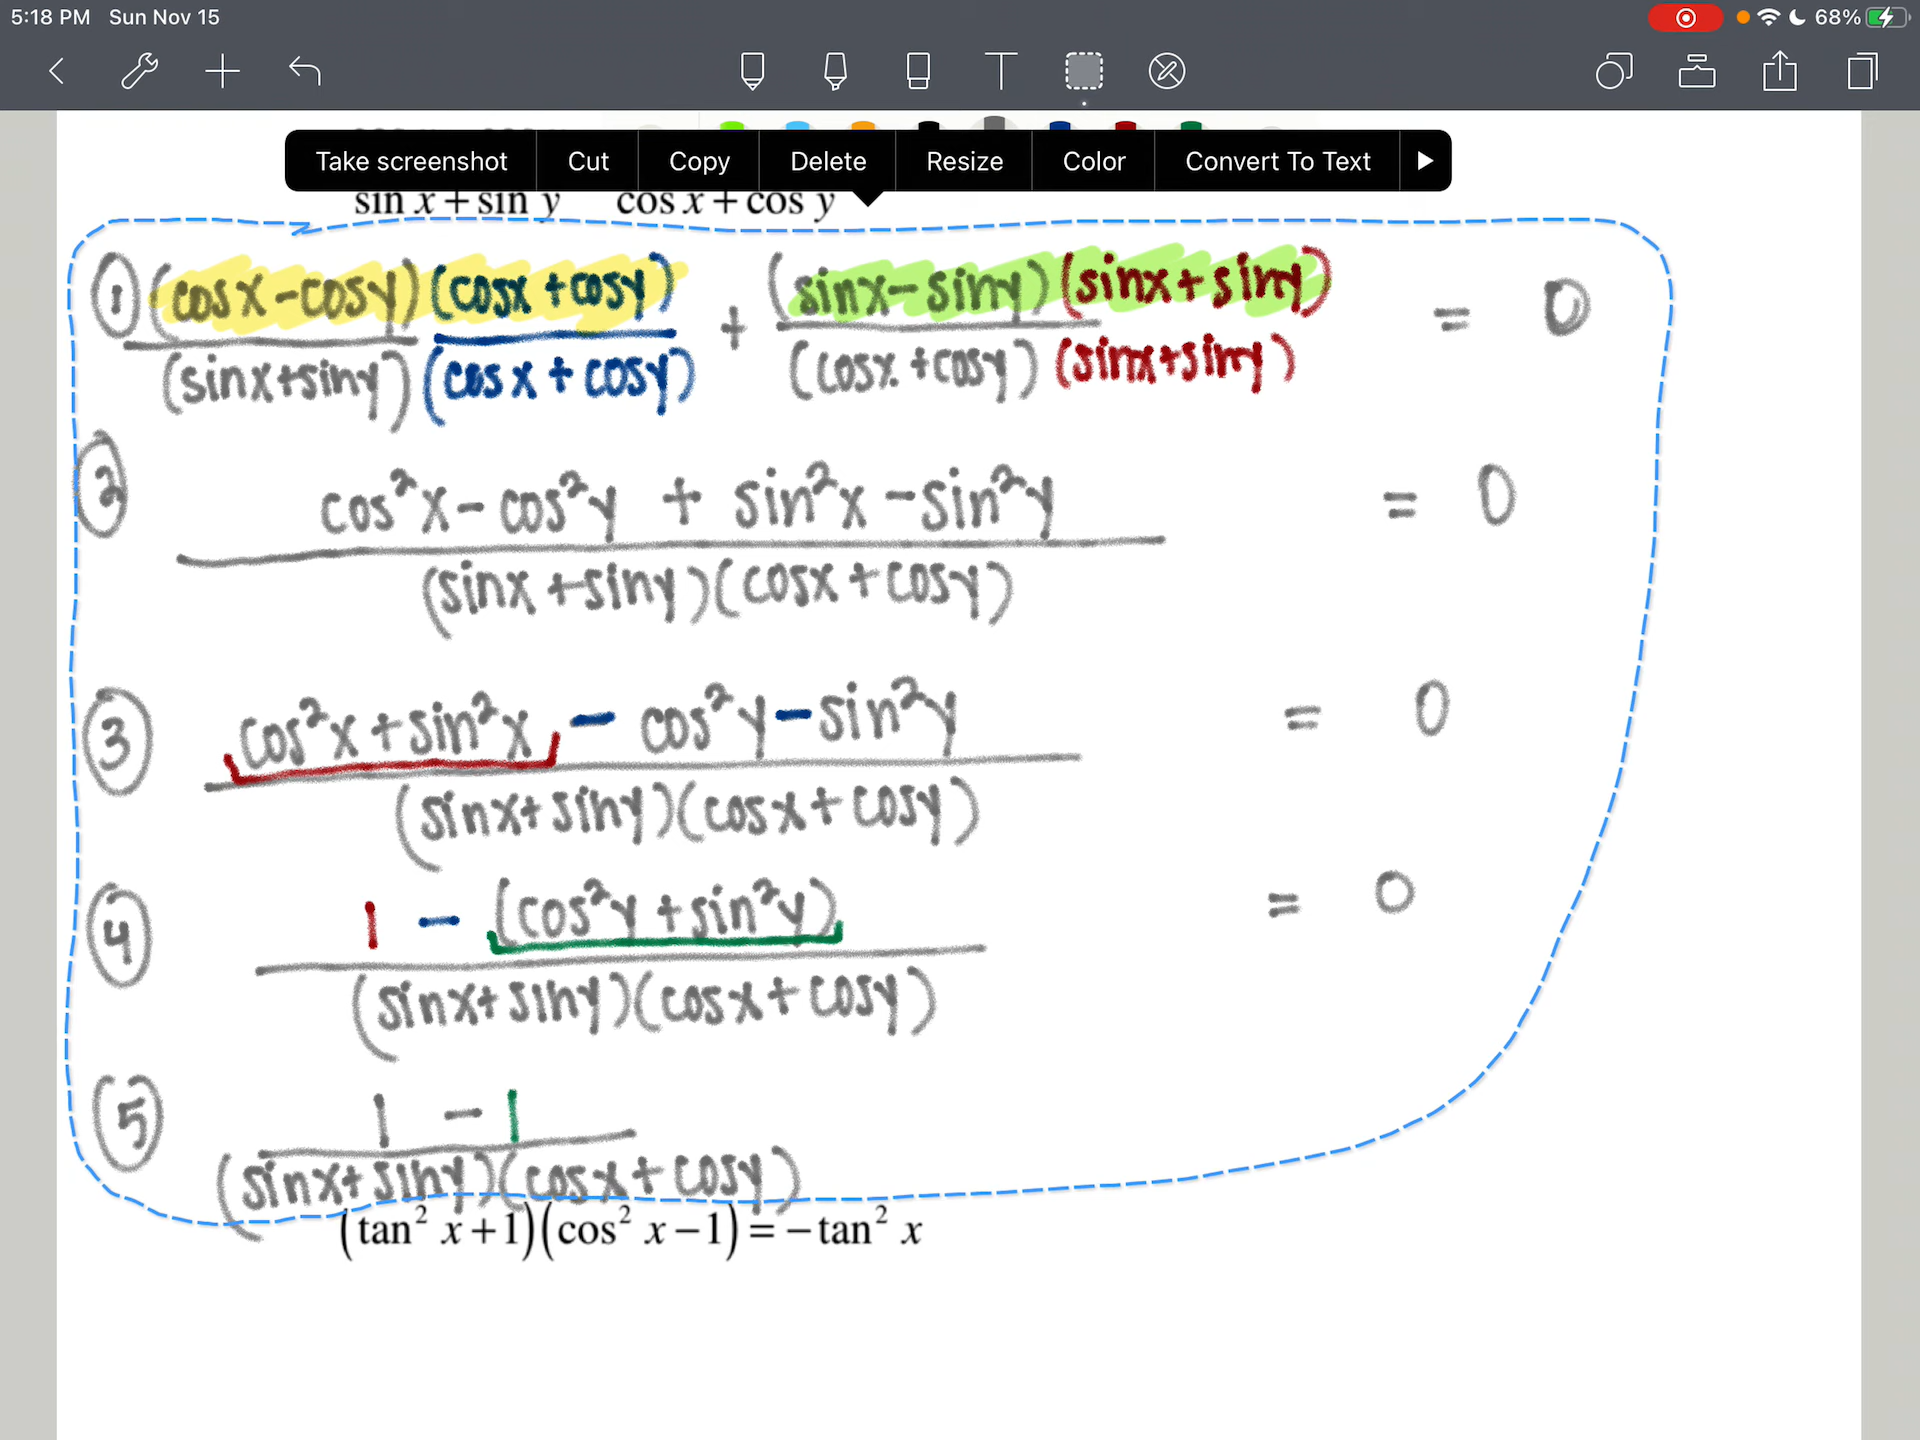 5:18 PM Sun Nov 15 68%
Take screenshot Cut Copy Delete Resize Color Convert To Text
sin x + sin y cos x + cos y
① (cosx-cosy)(cosx+cosy) + (sinx-siny)(sinx+siny) = 0
(sinx+siny)(cosx+cosy) (cosx+cosy)(sinx+siny)
② cos²x - cos²y + sin²x - sin²y = 0
(sinx+siny)(cosx+cosy)
③ cos²x + sin²x - cos²y - sin²y = 0
(sinx+siny)(cosx+cosy)
④ 1 - (cos²y + sin²y) = 0
(sinx+siny)(cosx+cosy)
⑤ 1 - 1
(sinx+siny)(cosx+cosy)
(tan² x+1)(cos² x-1) = -tan² x